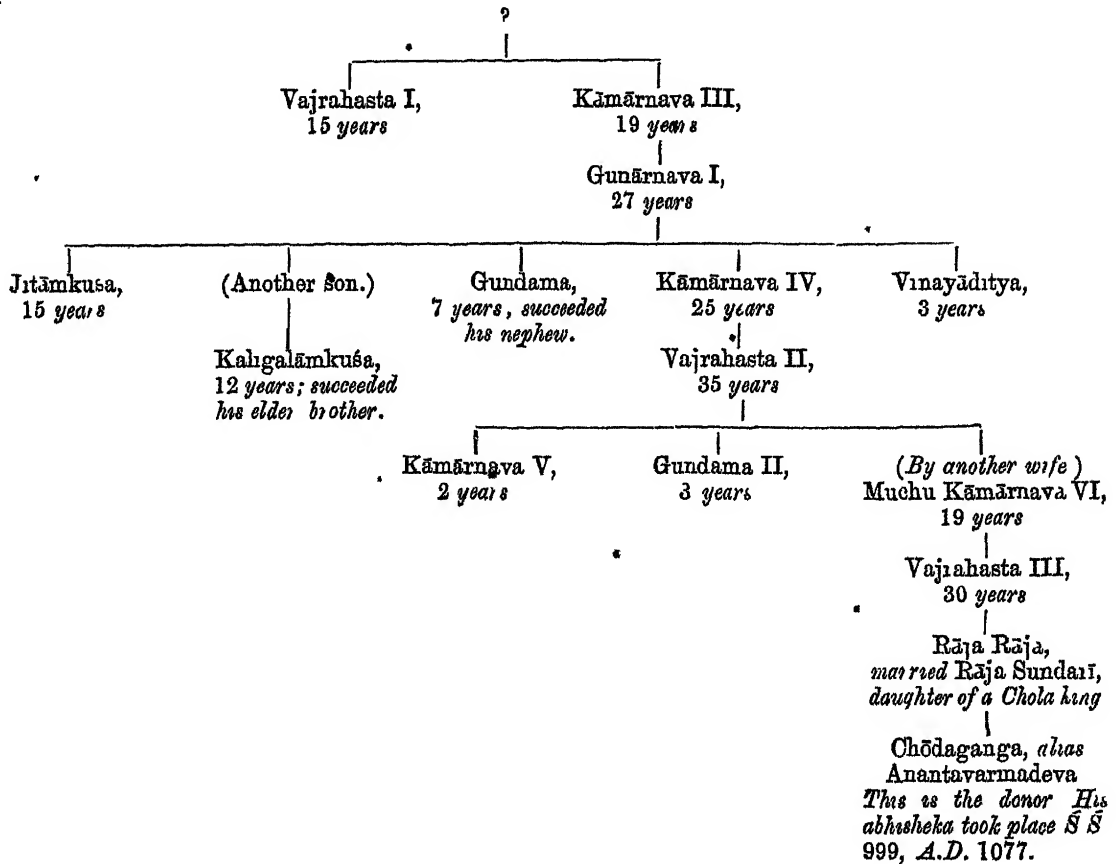 ?
Vajrahasta I,
15 years
Kāmārnava III,
19 years
Gunārnava I,
27 years
Jitāmkuśa,
15 years
(Another son.)
Gundama,
7 years, succeeded
his nephew.
Kāmārnava IV,
25 years
Vinayāditya,
3 years
Kaligalāmkuśa,
12 years; succeeded
his elder brother.
Vajrahasta II,
35 years
Kāmārnava V,
2 years
Gundama II,
3 years
(By another wife)
Muchu Kāmārnava VI,
19 years
Vajrahasta III,
30 years
Rāja Rāja,
married Rāja Sundarī,
daughter of a Chola king
Chōdaganga, alias
Anantavarmadeva
This is the donor His
abhisheka took place Ś Ś
999, A.D. 1077.